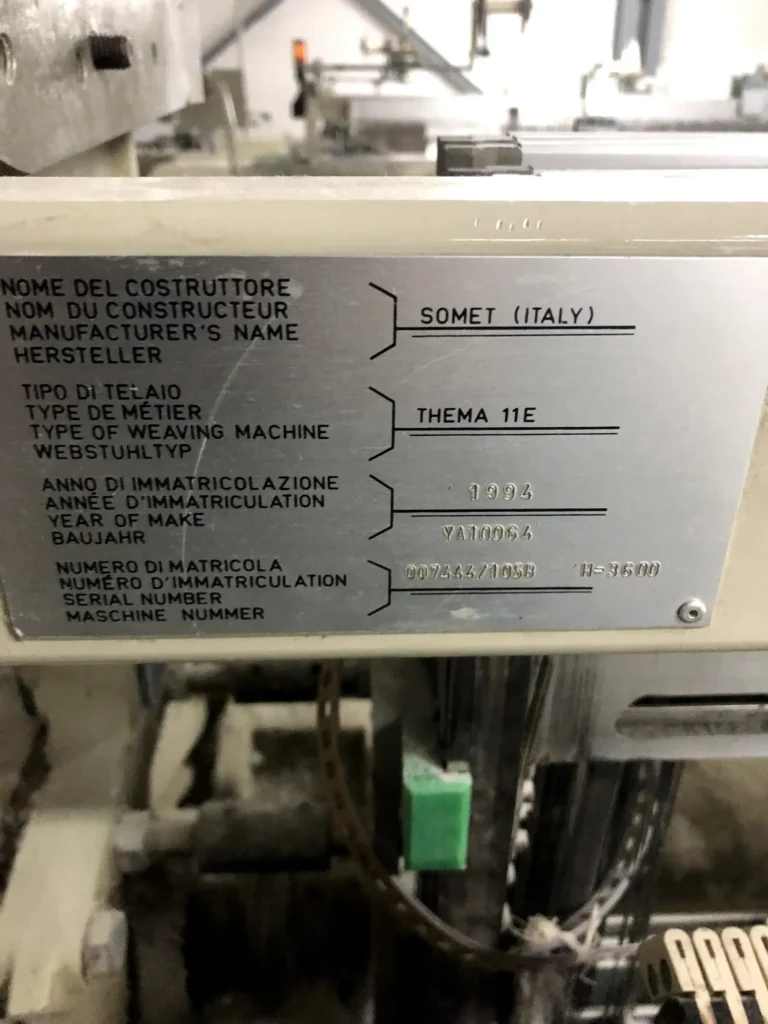 NOME DEL COSTRUTTORE
NOM DU CONSTRUCTEUR
MANUFACTURER'S NAME
HERSTELLER
SOMET (ITALY)
TIPO DI TELAIO
TYPE DE MÉTIER
TYPE OF WEAVING MACHINE
WEBSTUHLTYP
THEMA 11E
ANNO DI IMMATRICOLAZIONE
ANNÉE D'IMMATRICULATION
YEAR OF MAKE
BAUJAHR
1994
YA10064
NUMERO DI MATRICOLA
NUMÉRO D'IMMATRICULATION
SERIAL NUMBER
MASCHINE NUMMER
007444/105B H=3600